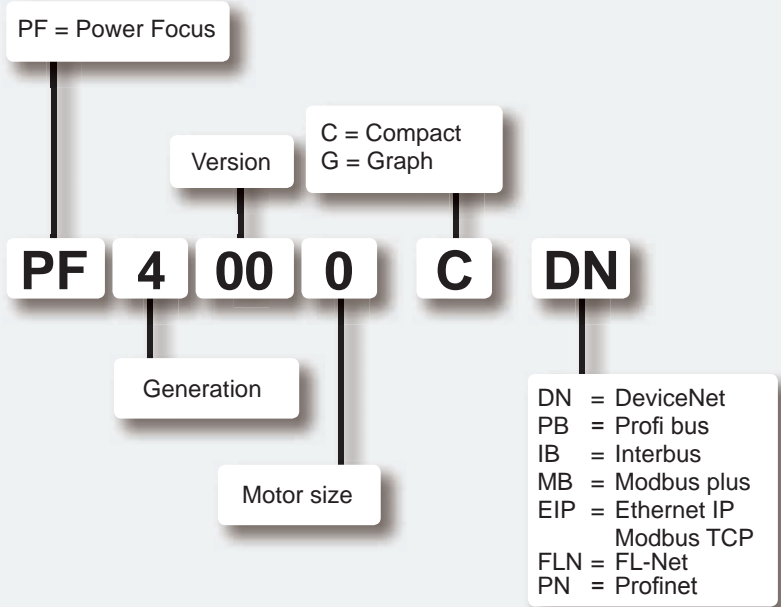 PF = Power Focus
Version
C = Compact
G = Graph
PF 4 00 0 C DN
Generation
Motor size
DN = DeviceNet
PB = Profi bus
IB = Interbus
MB = Modbus plus
EIP = Ethernet IP
Modbus TCP
FLN = FL-Net
PN = Profinet